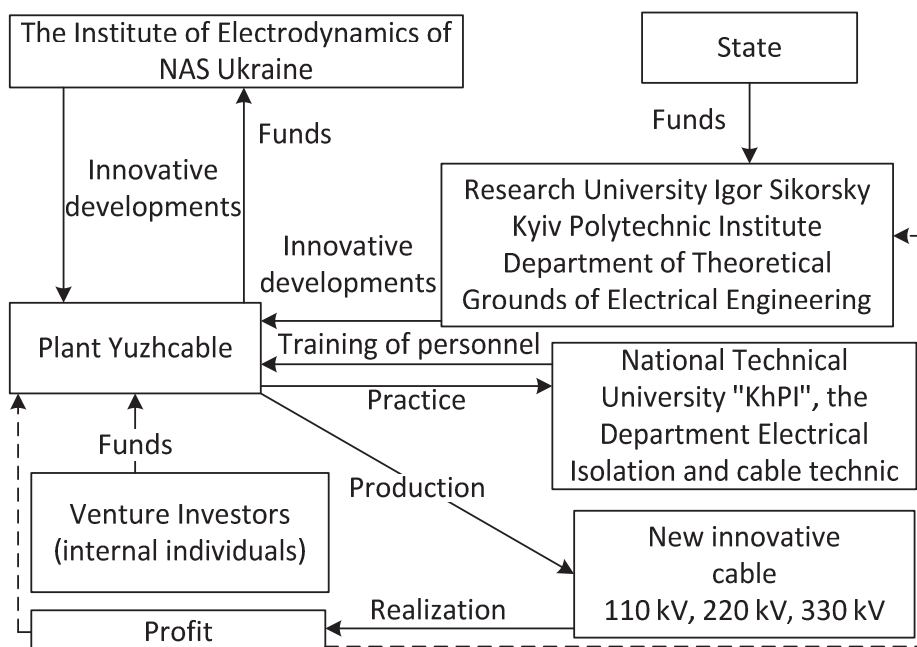 The Institute of Electrodynamics of
NAS Ukraine
State
Funds
Funds
Innovative
developments
Research University Igor Sikorsky
Kyiv Polytechnic Institute
Department of Theoretical
Grounds of Electrical Engineering
Innovative
developments
Plant Yuzhcable
Training of personnel
Practice
National Technical
University "KhPI", the
Department Electrical
Isolation and cable technic
Funds
Production
Venture Investors
(internal individuals)
New innovative
cable
110 kV, 220 kV, 330 kV
Realization
Profit